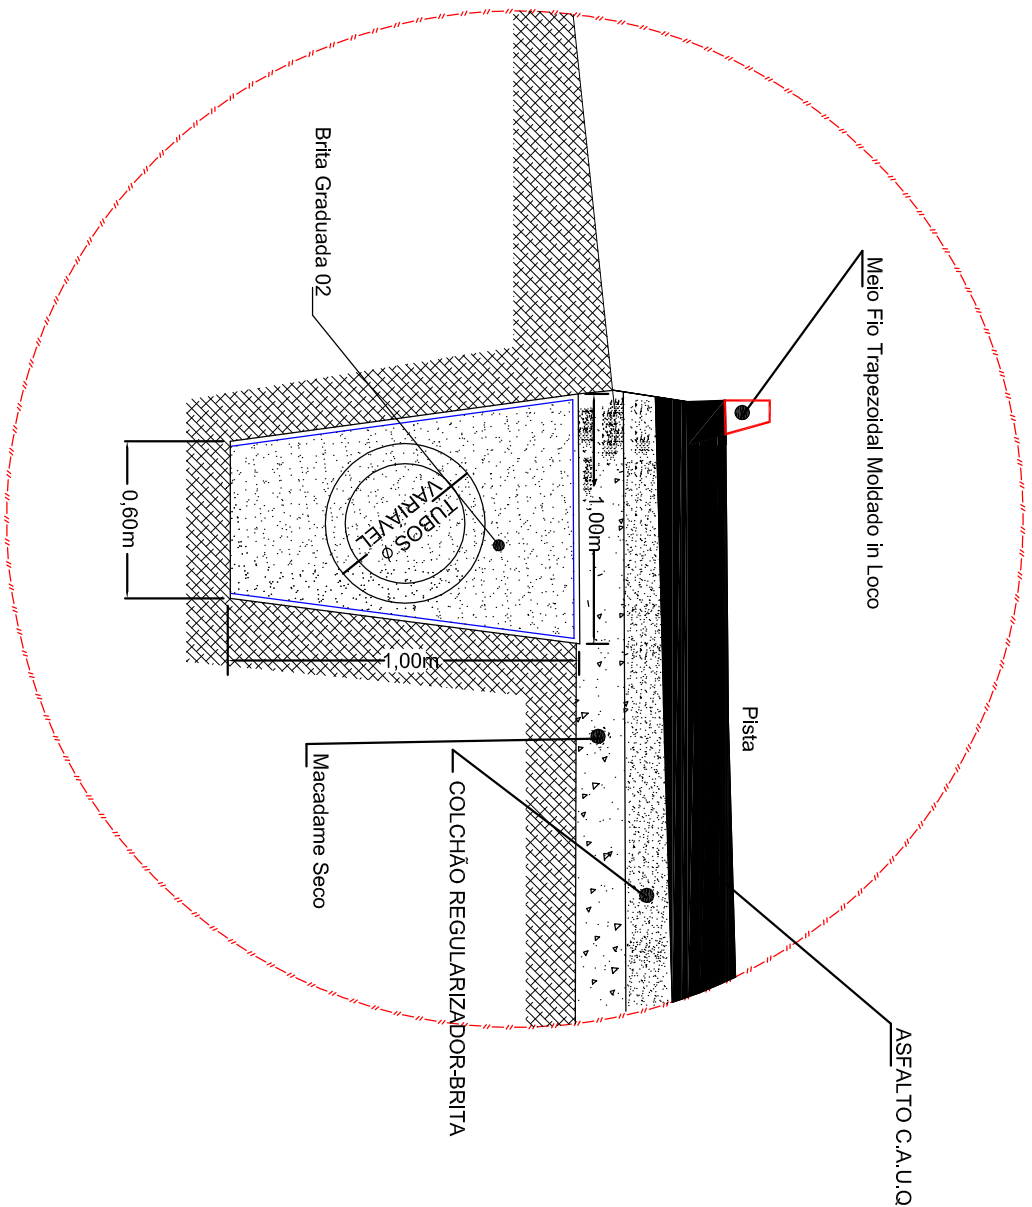 Meio Fio Trapezoidal Moldado in Loco
Pista
ASFALTO C.A.U.Q
1,00m
Brita Graduada 02
TUBOS ø
VARIÁVEL
1,00m
COLCHÃO REGULARIZADOR-BRITA
Macadame Seco
0,60m